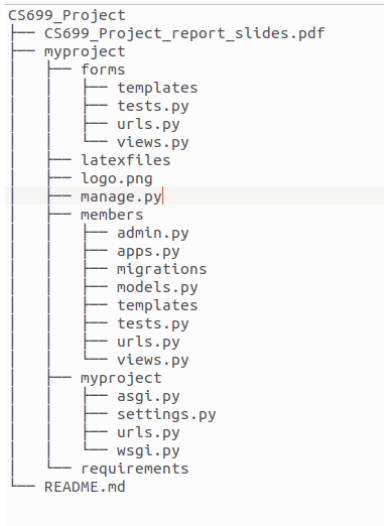 CS699_Project
├── CS699_Project_report_slides.pdf
├── myproject
│   ├── forms
│   │   ├── templates
│   │   ├── tests.py
│   │   ├── urls.py
│   │   └── views.py
│   ├── latexfiles
│   ├── logo.png
│   ├── manage.py
│   ├── members
│   │   ├── admin.py
│   │   ├── apps.py
│   │   ├── migrations
│   │   ├── models.py
│   │   ├── templates
│   │   ├── tests.py
│   │   ├── urls.py
│   │   └── views.py
│   ├── myproject
│   │   ├── asgi.py
│   │   ├── settings.py
│   │   ├── urls.py
│   │   └── wsgi.py
│   └── requirements
└── README.md